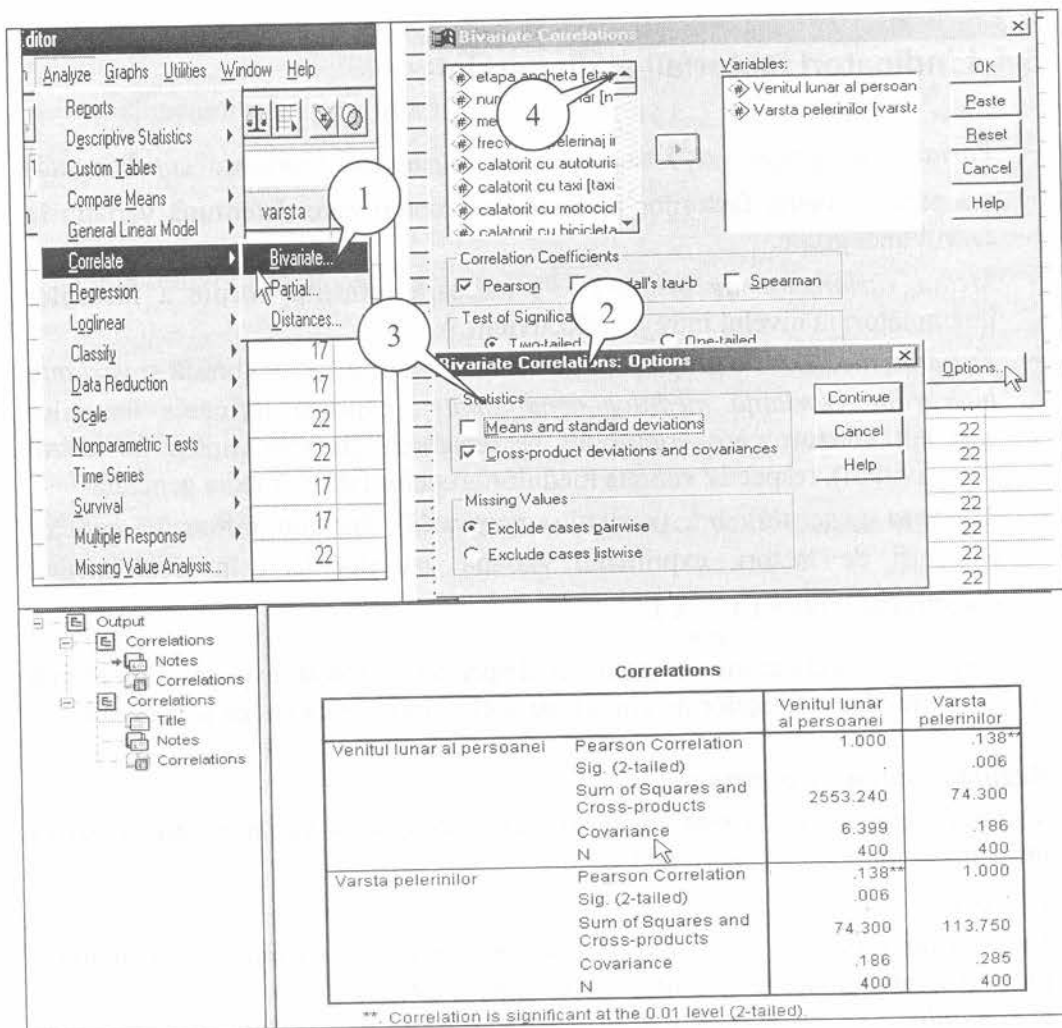 ditor
Analyze Graphs Utilities Window Help
Reports
Descriptive Statistics
Custom Tables
Compare Means
General Linear Model
Correlate
Regression
Loglinear
Classify
Data Reduction
Scale
Nonparametric Tests
Time Series
Survival
Multiple Response
Missing Value Analysis...
varsta
1
Bivariate...
Partial...
Distances...
17
17
22
22
17
17
22
Bivariate Correlations
etapa ancheta [etap
4
calatorit cu autoturis
calatorit cu taxi [taxi
calatorit cu motocicl
calatorit cu bicicleta
Variables:
Venitul lunar al persoan
Varsta pelerinilor [varsta
OK
Paste
Reset
Cancel
Help
Correlation Coefficients
Pearson
dall's tau-b
Spearman
Test of Significa
2
Two-tailed
One-tailed
3
Bivariate Correlations: Options
Options...
Statistics
Means and standard deviations
Cross-product deviations and covariances
Continue
Cancel
Help
Missing Values
Exclude cases pairwise
Exclude cases listwise
22
22
22
22
22
22
22
Output
Correlations
Notes
Correlations
Correlations
Title
Notes
Correlations
Correlations
Venitul lunar al persoanei
Varsta pelerinilor
Venitul lunar al persoanei Pearson Correlation 1.000 .138**
Sig. (2-tailed) . .006
Sum of Squares and Cross-products 2553.240 74.300
Covariance 6.399 .186
N 400 400
Varsta pelerinilor Pearson Correlation .138** 1.000
Sig. (2-tailed) .006 .
Sum of Squares and Cross-products 74.300 113.750
Covariance .186 .285
N 400 400
**. Correlation is significant at the 0.01 level (2-tailed).